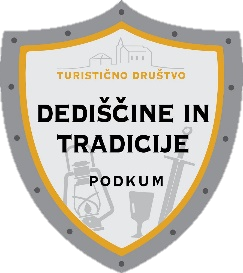 TURISTIČNO DRUŠTVO
DEDIŠČINE IN
TRADICIJE
PODKUM